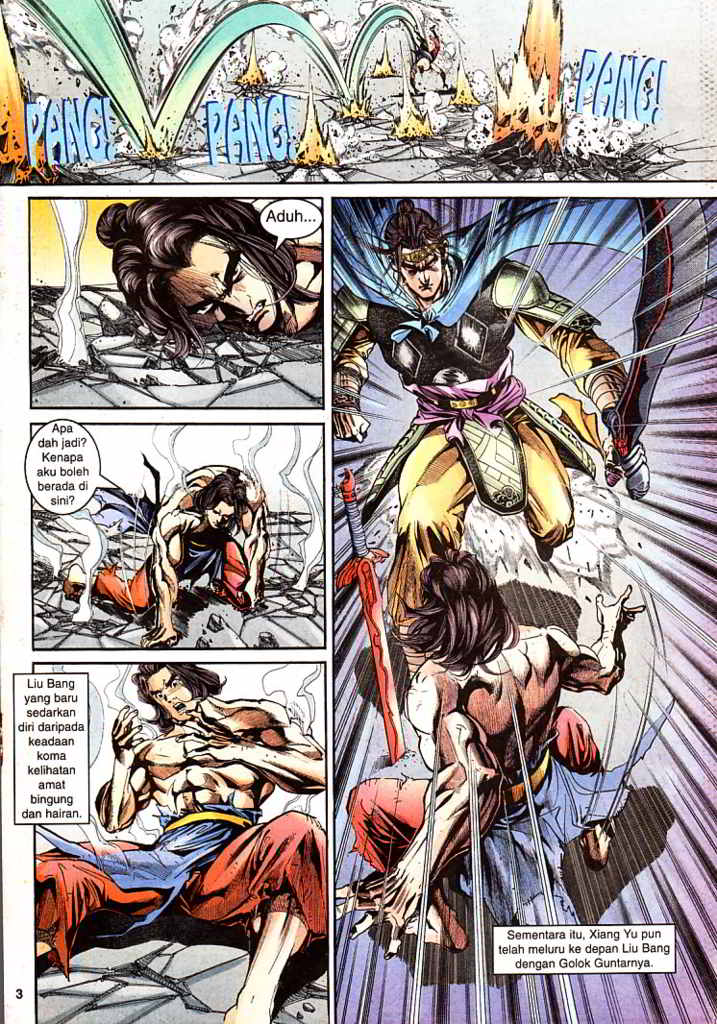 PANG!
PANG!
PANG!
Aduh...
Apa
dah jadi?
Kenapa
aku boleh
berada di
sini?
Liu Bang
yang baru
sedarkan
diri daripada
keadaan
koma
kelihatan
amat
bingung
dan hairan.
Sementara itu, Xiang Yu pun
telah meluru ke depan Liu Bang
dengan Golok Gunturnya.
3